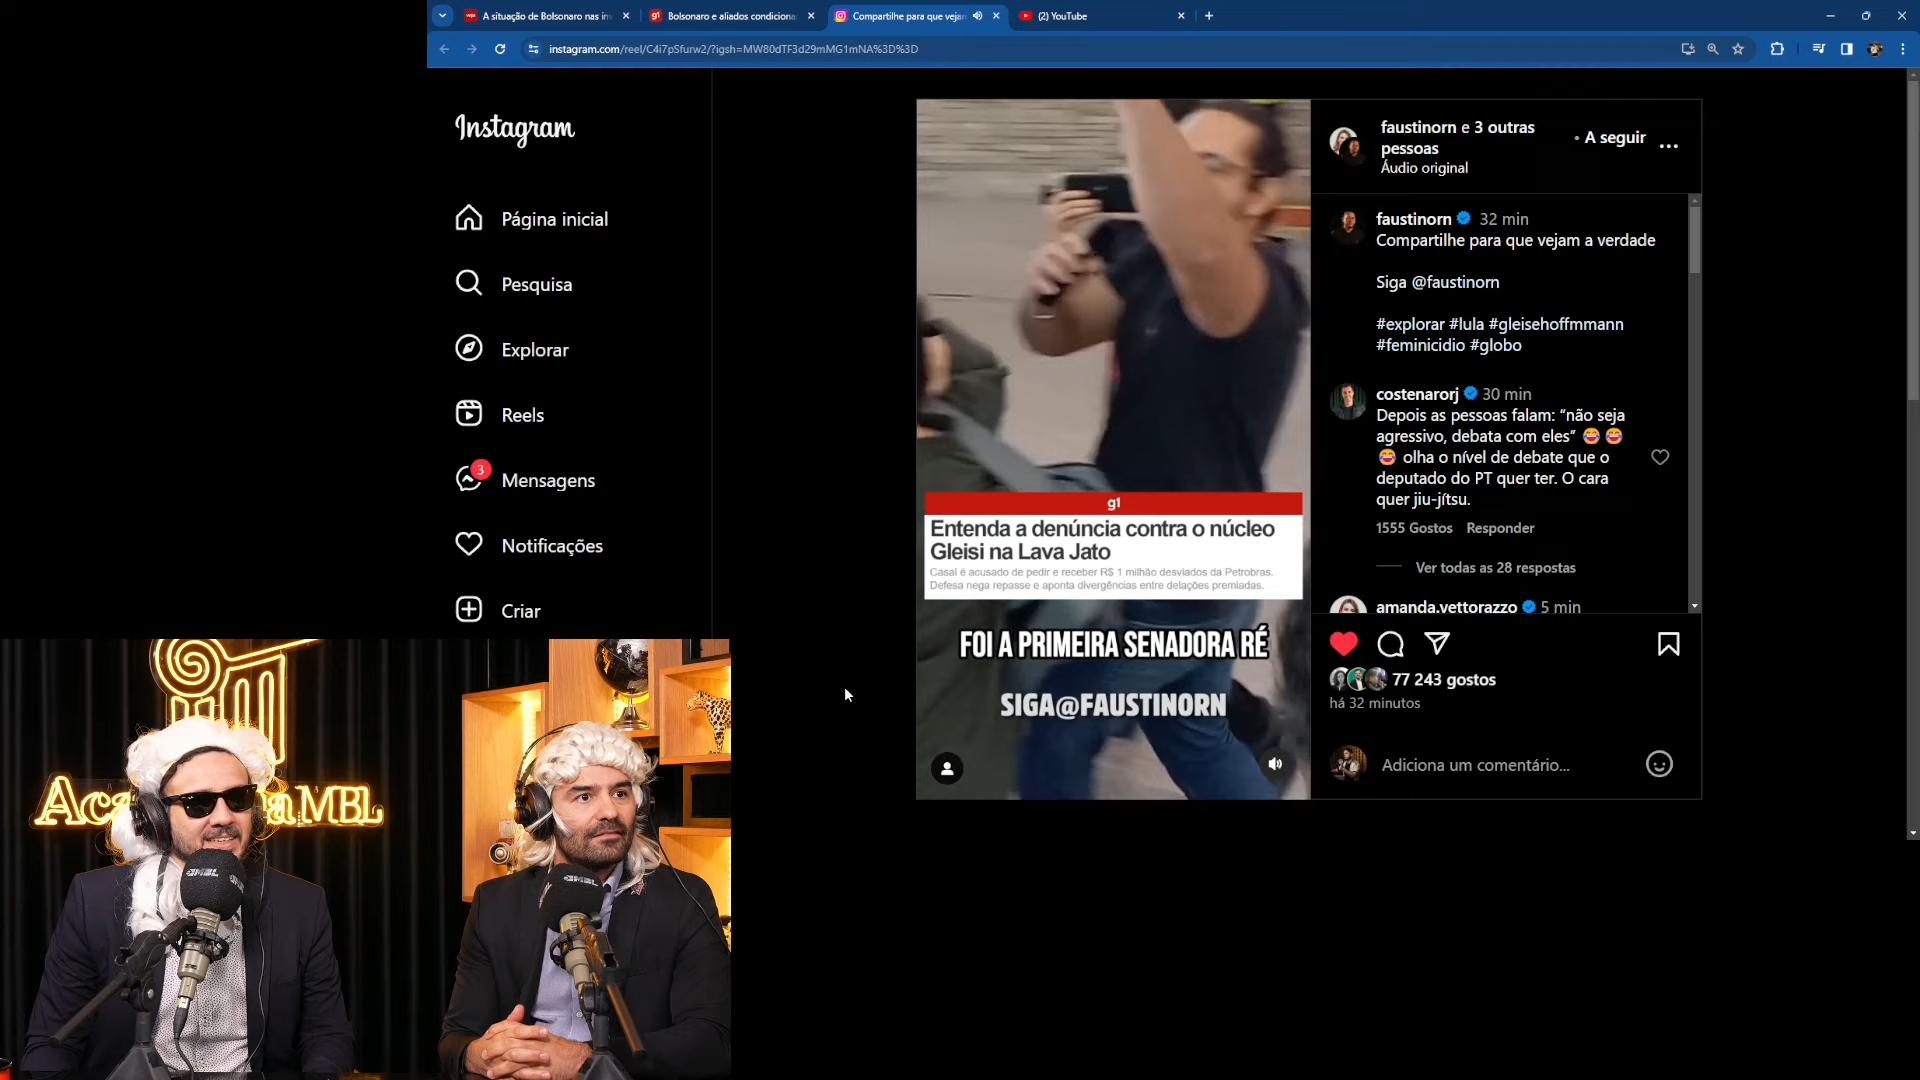 A situação de Bolsonaro nas inv
Bolsonaro e aliados condiciona
Compartilhe para que vejam
(2) YouTube
instagram.com/reel/C4i7pSfurw2/?igsh=MW80dTF3d29mMG1mNA%3D%3D
Instagram
Página inicial
Pesquisa
Explorar
Reels
3
Mensagens
Notificações
Criar
g1
Entenda a denúncia contra o núcleo
Gleisi na Lava Jato
Casal é acusado de pedir e receber R$ 1 milhão desviados da Petrobras.
Defesa nega repasse e aponta divergências entre delações premiadas.
FOI A PRIMEIRA SENADORA RÉ
SIGA@FAUSTINORN
faustinorn e 3 outras
pessoas
• A seguir
Áudio original
faustinorn 32 min
Compartilhe para que vejam a verdade
Siga @faustinorn
#explorar #lula #gleisehoffmmann
#feminicidio #globo
costenarorj 30 min
Depois as pessoas falam: “não seja
agressivo, debata com eles” 😂 😂
😂 olha o nível de debate que o
deputado do PT quer ter. O cara
quer jiu-jítsu.
1555 Gostos Responder
Ver todas as 28 respostas
amanda.vettorazzo 5 min
77 243 gostos
há 32 minutos
Adiciona um comentário...
MBL
MBL
MBL